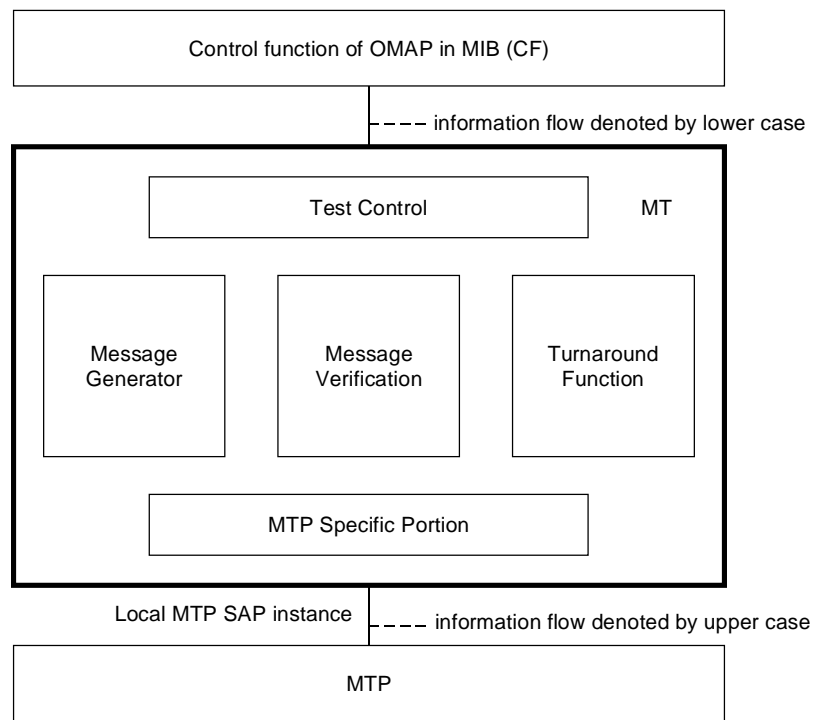 Control function of OMAP in MIB (CF)
information flow denoted by lower case
Test Control
MT
Message
Generator
Message
Verification
Turnaround
Function
MTP Specific Portion
Local MTP SAP instance
information flow denoted by upper case
MTP